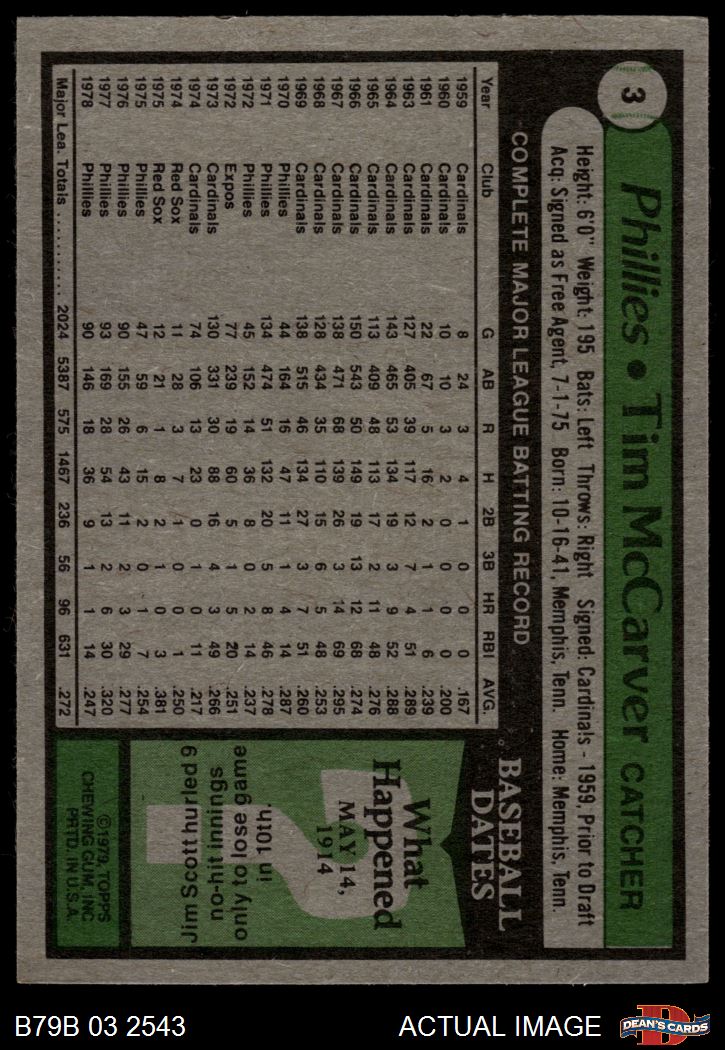 3
Phillies • Tim McCarver CATCHER
Height: 6'0" Weight: 195 Bats: Left Throws: Right Signed: Cardinals - 1959, Prior to Draft
Acq: Signed as Free Agent, 7-1-75 Born: 10-16-41, Memphis, Tenn. Home: Memphis, Tenn.
COMPLETE MAJOR LEAGUE BATTING RECORD
Year Club G AB R H 2B 3B HR RBI AVG.
1959 Cardinals 8 24 3 4 1 0 0 0 .167
1960 Cardinals 10 10 3 2 0 0 0 0 .200
1961 Cardinals 22 67 5 16 2 1 1 6 .239
1963 Cardinals 127 405 39 117 12 7 4 51 .289
1964 Cardinals 143 465 53 134 19 3 9 52 .288
1965 Cardinals 113 409 48 113 17 2 11 48 .276
1966 Cardinals 150 543 50 149 19 13 12 68 .274
1967 Cardinals 138 471 68 139 26 3 14 69 .295
1968 Cardinals 128 434 35 110 15 6 5 48 .253
1969 Cardinals 138 515 46 134 27 3 7 51 .260
1970 Phillies 44 164 16 47 11 1 4 14 .287
1971 Phillies 134 474 51 132 20 5 8 46 .278
1972 Phillies 45 152 14 36 8 0 2 14 .237
1972 Expos 77 239 19 60 5 1 5 20 .251
1973 Cardinals 130 331 30 88 16 4 3 49 .266
1974 Cardinals 74 106 13 23 0 1 0 11 .217
1974 Red Sox 11 28 3 7 1 0 0 1 .250
1975 Red Sox 12 21 1 8 2 1 0 3 .381
1975 Phillies 47 59 6 15 2 0 1 7 .254
1976 Phillies 90 155 26 43 11 2 3 29 .277
1977 Phillies 93 169 28 54 13 2 6 30 .320
1978 Phillies 90 146 18 36 9 1 1 14 .247
Major Lea. Totals .......... 2024 5387 575 1467 236 56 96 631 .272
BASEBALL
DATES
What
Happened
MAY 14,
1914
Jim Scott hurled 9
no-hit innings
only to lose game
in 10th.
©1979, TOPPS
CHEWING GUM, INC.
PRTD. IN U.S.A.
B79B 03 2543 ACTUAL IMAGE
D
DEAN'S CARDS